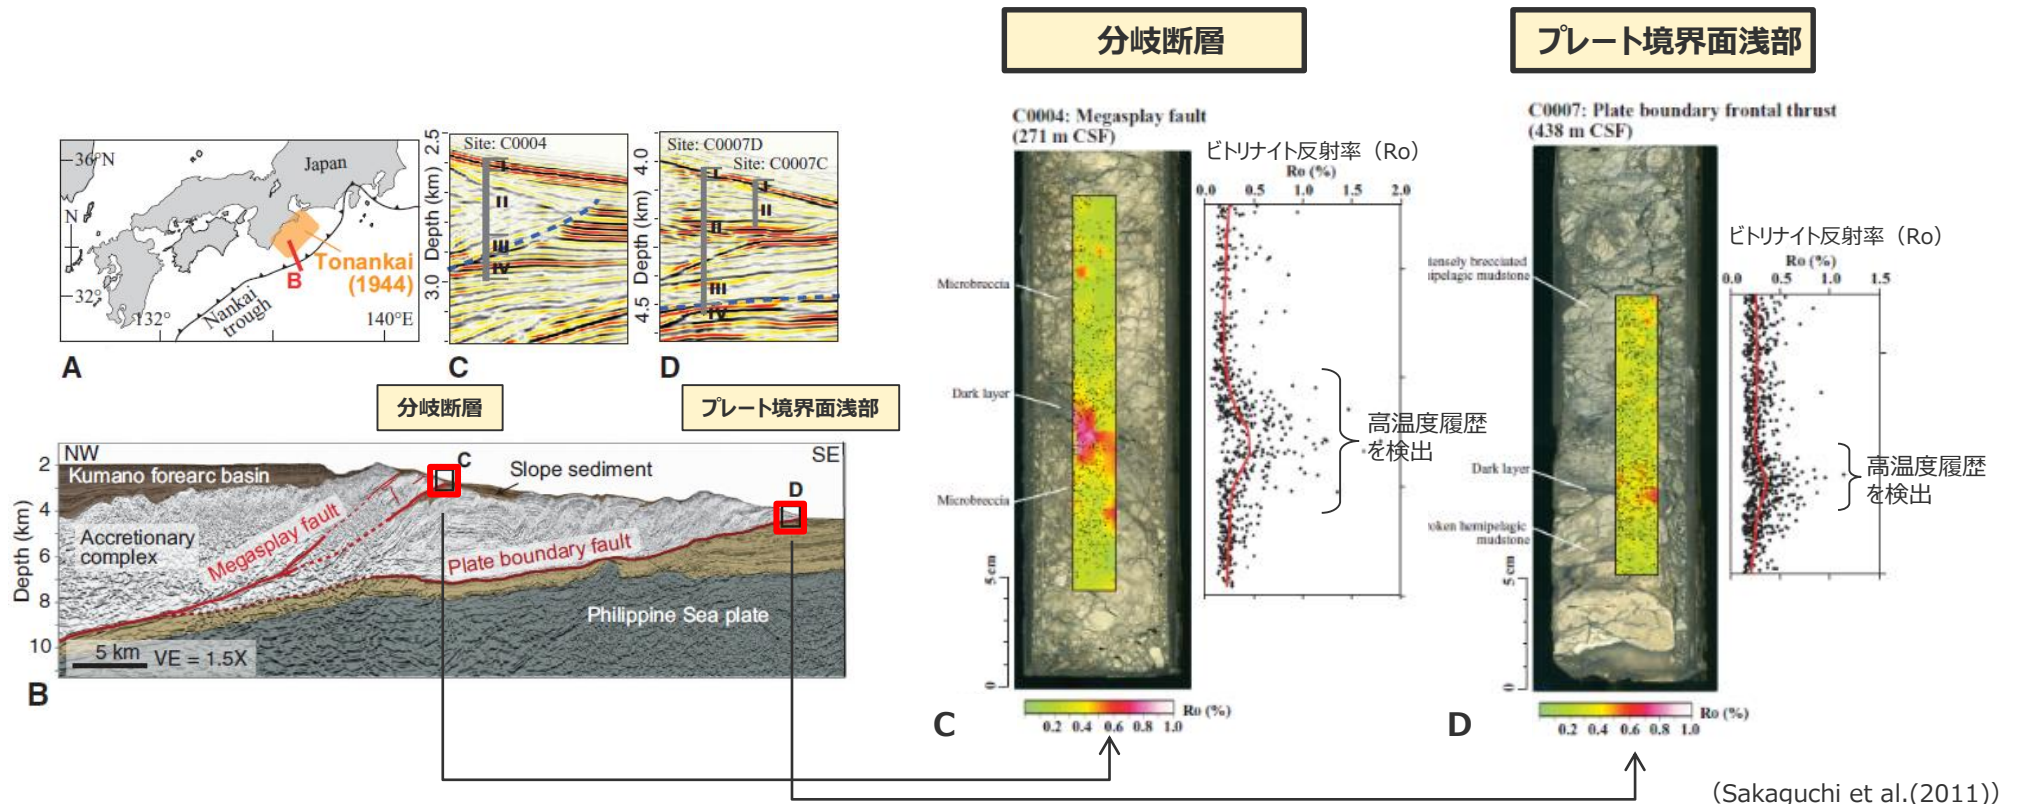 分岐断層
プレート境界面浅部
36°N
Japan
N
Tonankai
(1944)
B
32°
132°
Nankai
trough
140°E
A
2.5
Depth (km)
3.0
Site: C0004
I
II
III
IV
C
4.0
Depth (km)
4.5
Site: C0007D
Site: C0007C
I
I
II
II
III
IV
D
分岐断層
プレート境界面浅部
NW
SE
Kumano forearc basin
C
Slope sediment
D
Accretionary
complex
Megasplay fault
Plate boundary fault
Philippine Sea plate
Depth (km)
2
4
6
8
10
5 km
VE = 1.5X
B
C0004: Megasplay fault
(271 m CSF)
ビトリナイト反射率（Ro）
Ro (%)
0.0 0.5 1.0 1.5 2.0
Microbreccia
Dark layer
Microbreccia
高温度履歴
を検出
5 cm
0
Ro (%)
0.2 0.4 0.6 0.8 1.0
C
C0007: Plate boundary frontal thrust
(438 m CSF)
ビトリナイト反射率（Ro）
Ro (%)
0.0 0.5 1.0 1.5
brecciated
mudstone
Dark layer
hemipelagic
mudstone
高温度履歴
を検出
5 cm
0
Ro (%)
0.2 0.4 0.6 0.8 1.0
D
（Sakaguchi et al.(2011)）